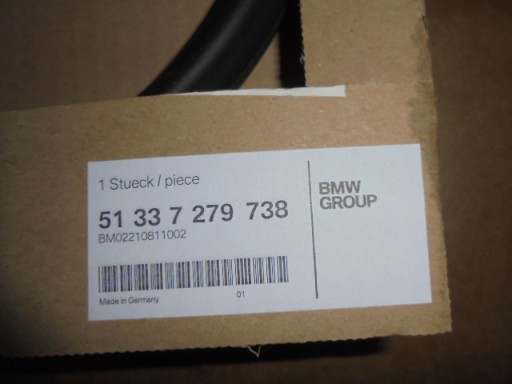 1 Stueck / piece
51 33 7 279 738
BM02210811002
Made in Germany
01
BMW
GROUP